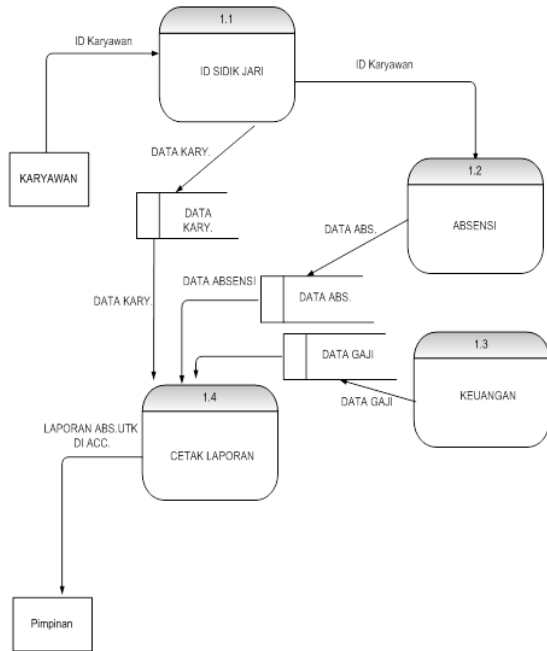 1.1
ID Karyawan
ID SIDIK JARI
ID Karyawan
DATA KARY.
KARYAWAN
1.2
DATA
KARY.
ABSENSI
DATA ABS.
DATA ABSENSI
DATA KARY.
DATA ABS.
1.3
DATA GAJI
KEUANGAN
DATA GAJI
1.4
LAPORAN ABS.UTK
DI ACC.
CETAK LAPORAN
Pimpinan